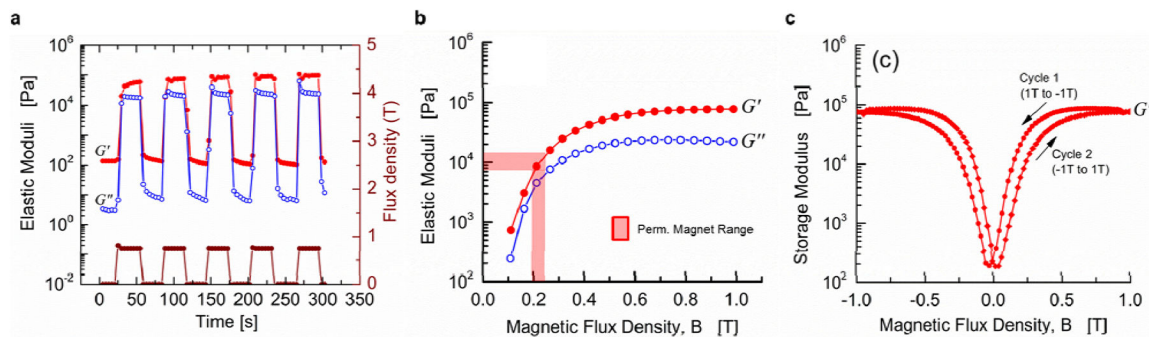 a
10^6
10^4
10^2
10^0
10^-2
Elastic Moduli [Pa]
G'
G''
0 50 100 150 200 250 300 350
Time [s]
5
4
3
2
1
0
Flux density (T)
b
10^6
10^5
10^4
10^3
10^2
Elastic Moduli [Pa]
G'
G''
Perm. Magnet Range
0.0 0.2 0.4 0.6 0.8 1.0
Magnetic Flux Density, B [T]
c
(c)
10^6
10^5
10^4
10^3
10^2
Storage Modulus [Pa]
Cycle 1
(1T to -1T)
G'
Cycle 2
(-1T to 1T)
-1.0 -0.5 0.0 0.5 1.0
Magnetic Flux Density, B [T]